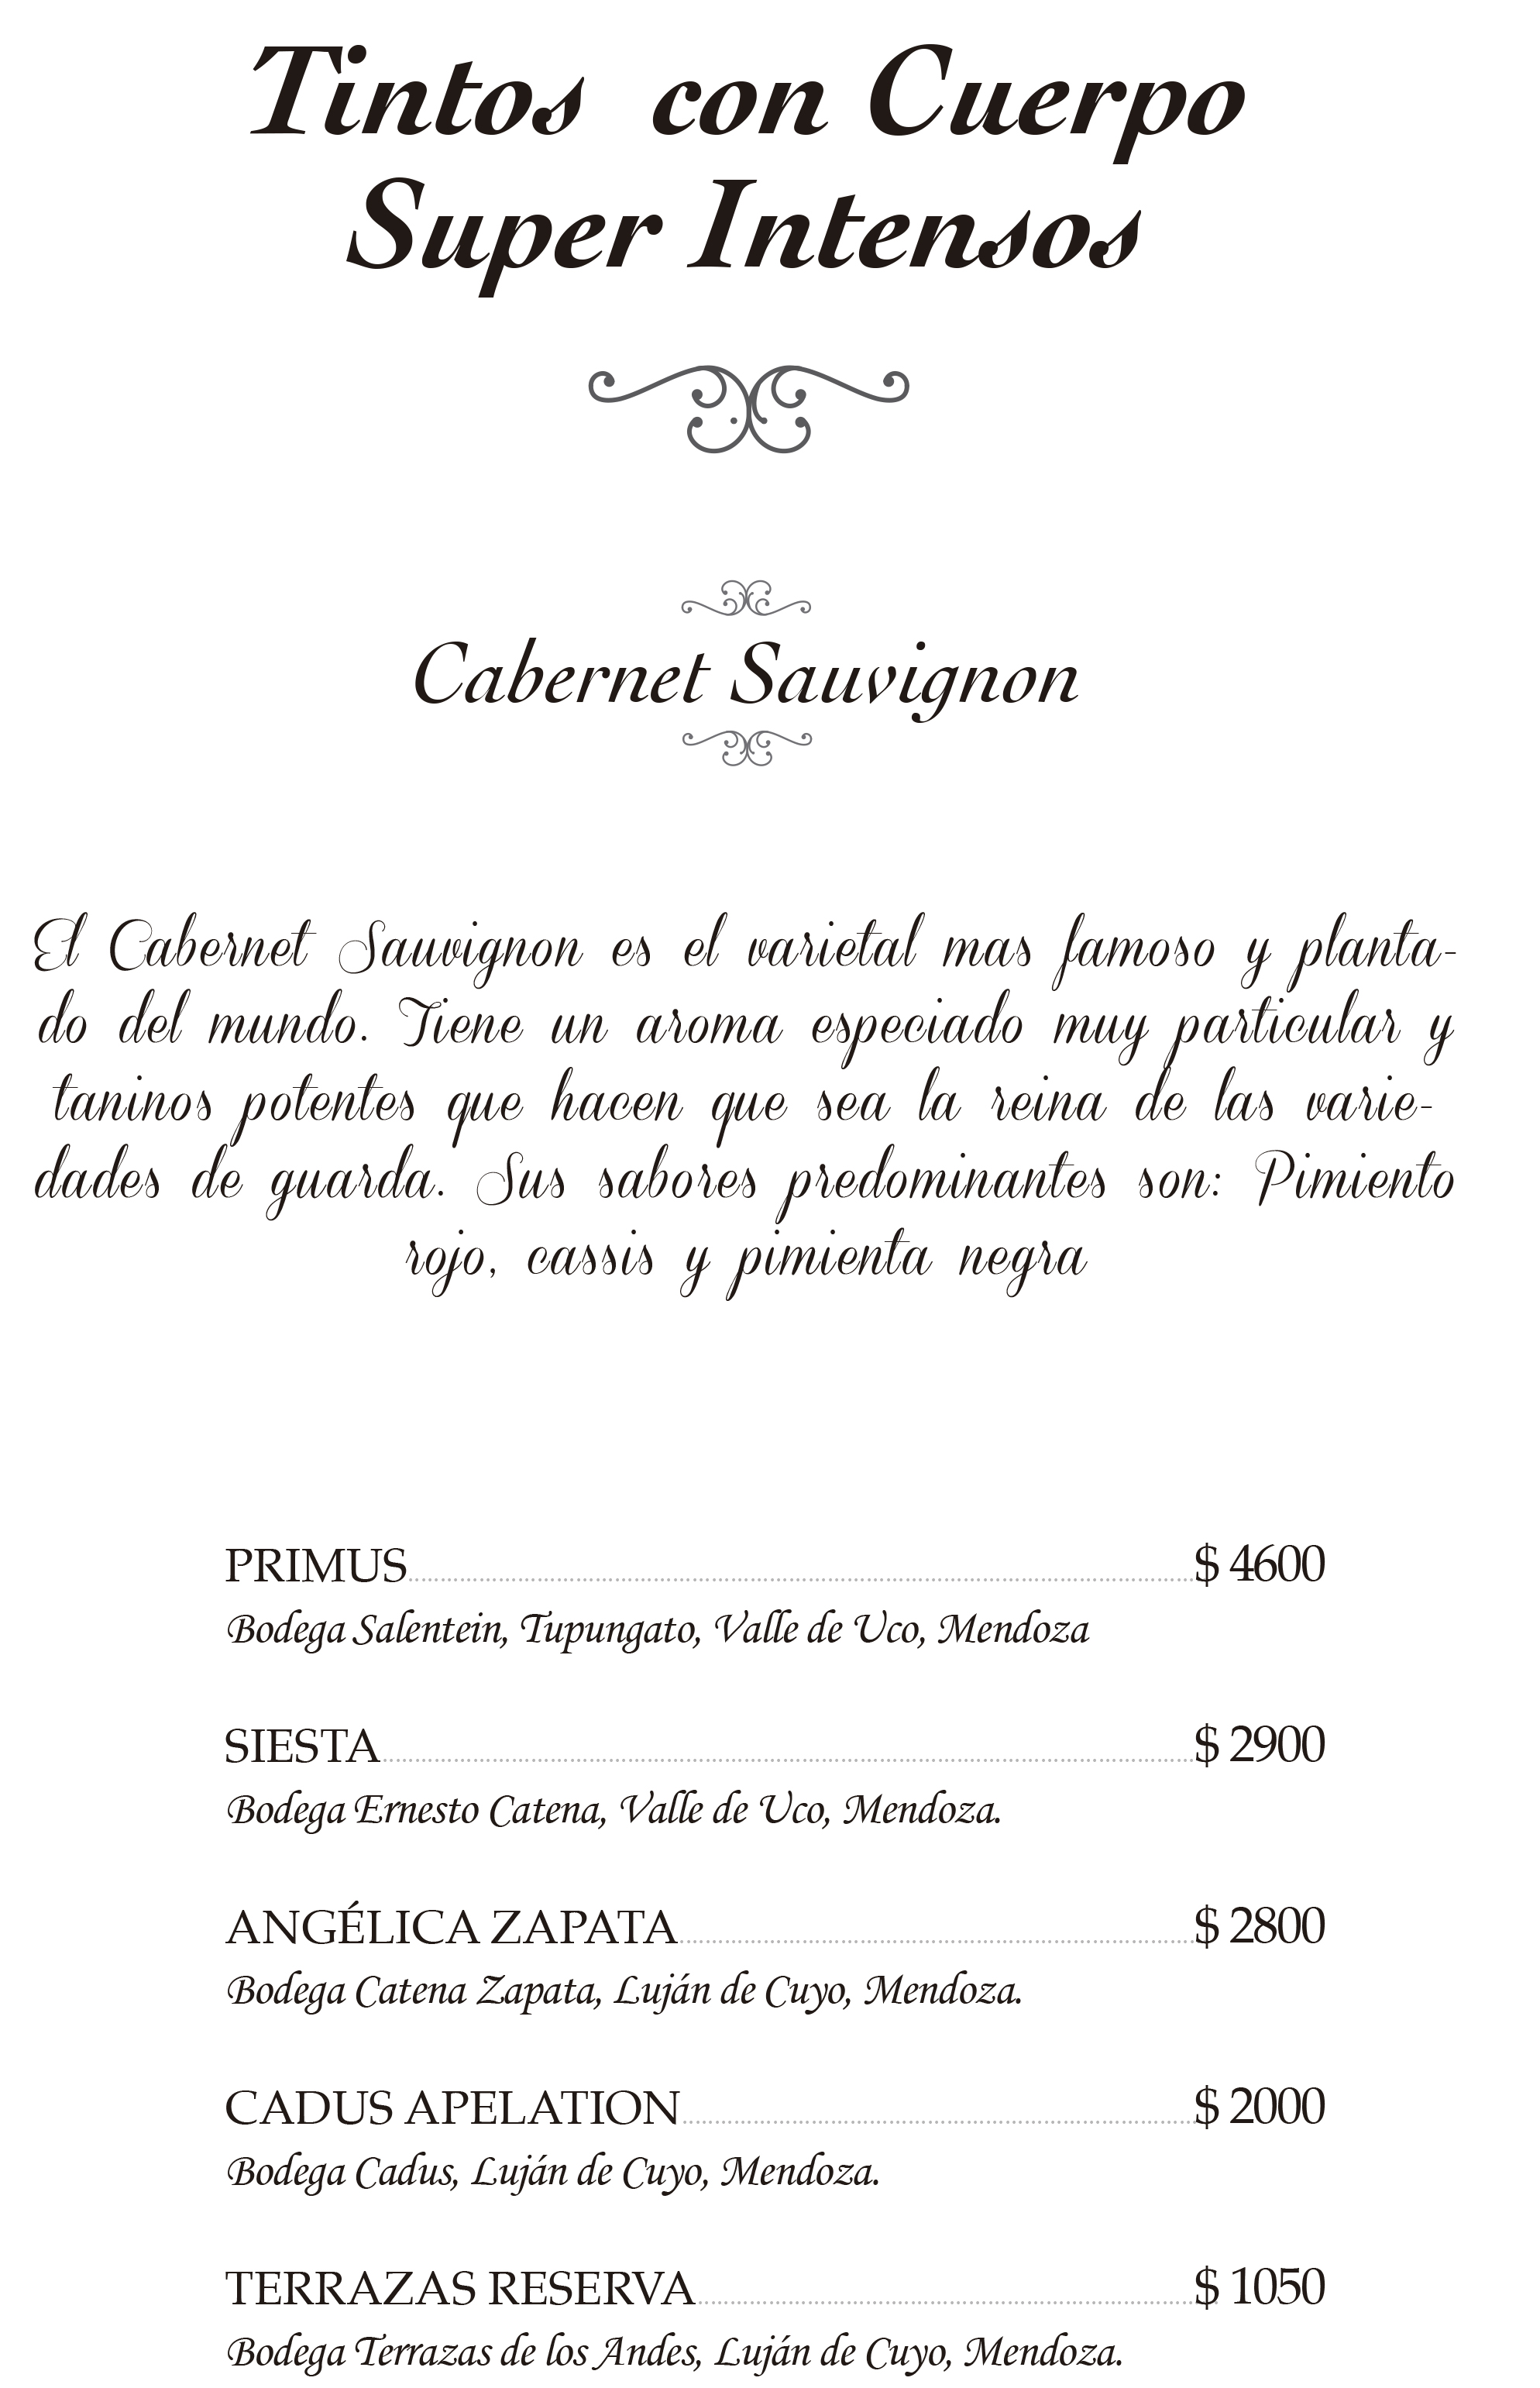 Tintos con Cuerpo
Super Intensos
Cabernet Sauvignon
El Cabernet Sauvignon es el varietal mas famoso y planta-
do del mundo. Tiene un aroma especiado muy particular y
taninos potentes que hacen que sea la reina de las varie-
dades de guarda. Sus sabores predominantes son: Pimiento
rojo, cassis y pimienta negra
PRIMUS $ 4600
Bodega Salentein, Tupungato, Valle de Uco, Mendoza
SIESTA $ 2900
Bodega Ernesto Catena, Valle de Uco, Mendoza.
ANGÉLICA ZAPATA $ 2800
Bodega Catena Zapata, Luján de Cuyo, Mendoza.
CADUS APELATION $ 2000
Bodega Cadus, Luján de Cuyo, Mendoza.
TERRAZAS RESERVA $ 1050
Bodega Terrazas de los Andes, Luján de Cuyo, Mendoza.